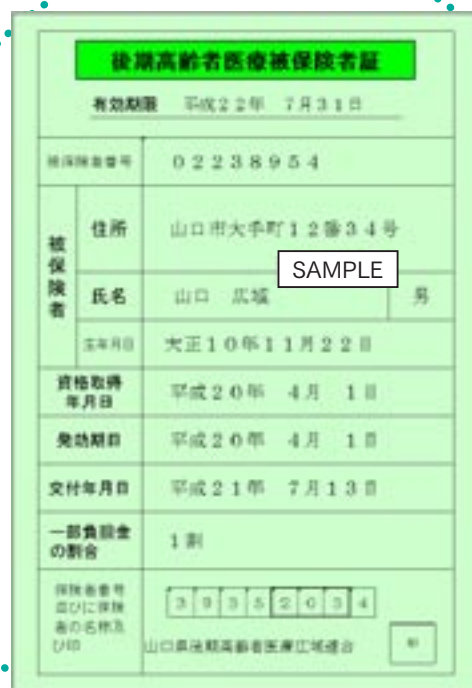 後期高齢者医療被保険者証
有効期限 平成22年 7月31日
被保険者番号 02238954
被保険者
住所 山口市大手町12番34号
SAMPLE
氏名 山口 広域 男
生年月日 大正10年11月22日
資格取得年月日 平成20年 4月 1日
発効期日 平成20年 4月 1日
交付年月日 平成21年 7月13日
一部負担金の割合 1割
保険者番号並びに保険者の名称及び印 39352034
山口県後期高齢者医療広域連合 印